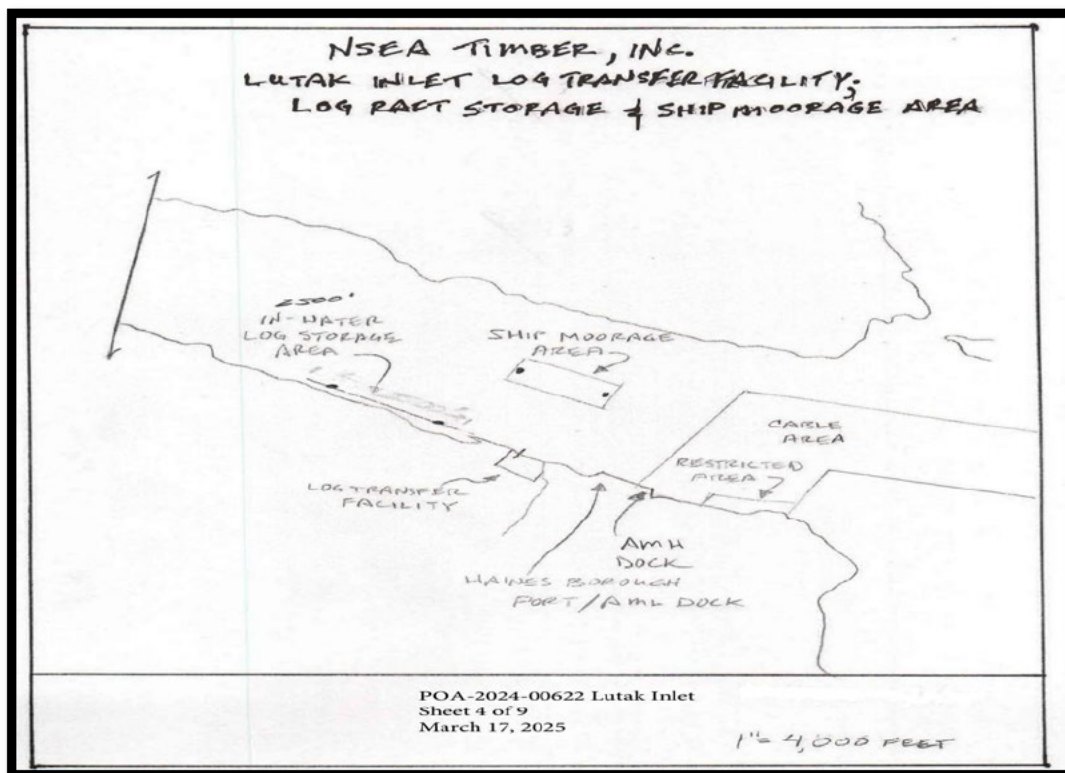 NSEA TIMBER, INC.
LUTAK INLET LOG TRANSFER FACILITY;
LOG RAFT STORAGE & SHIP MOORAGE AREA
2500'
IN-WATER
LOG STORAGE
AREA
SHIP MOORAGE
AREA
CABLE
AREA
RESTRICTED
AREA
LOG TRANSFER
FACILITY
AMH
DOCK
HAINES BOROUGH
PORT/AML DOCK
POA-2024-00622 Lutak Inlet
Sheet 4 of 9
March 17, 2025
1"= 4,000 FEET